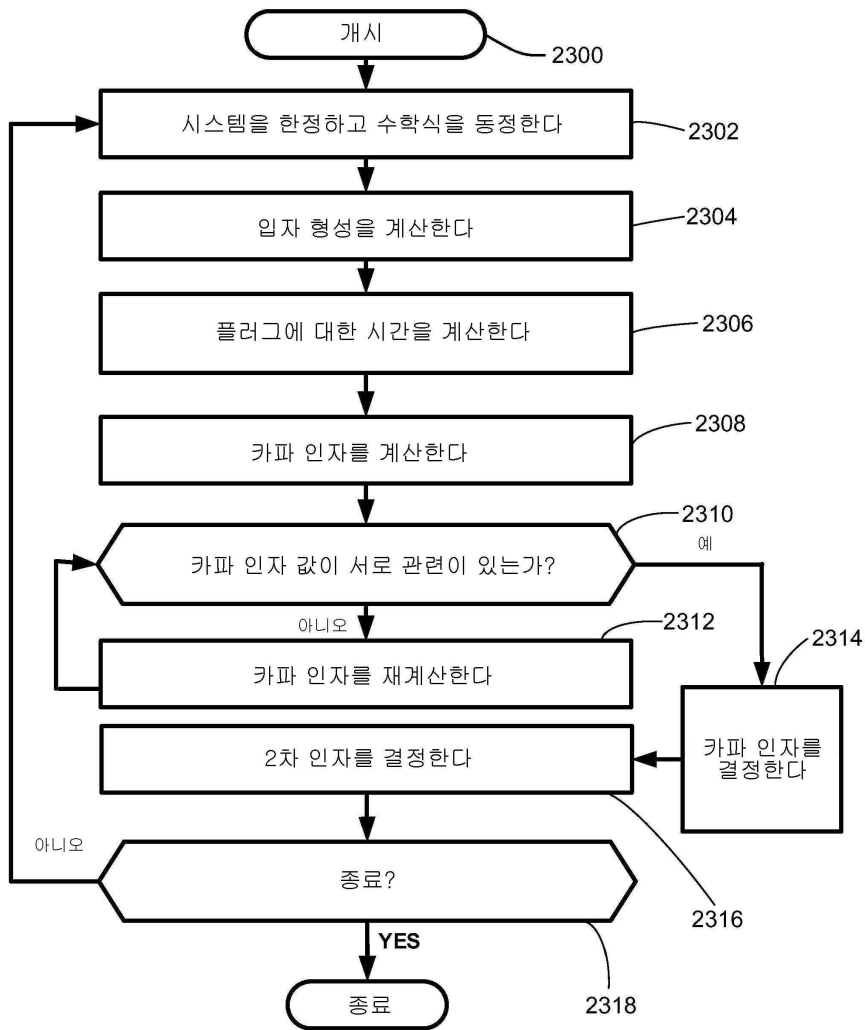 개시
2300
시스템을 한정하고 수학식을 동정한다
2302
입자 형성을 계산한다
2304
플러그에 대한 시간을 계산한다
2306
카파 인자를 계산한다
2308
카파 인자 값이 서로 관련이 있는가?
2310
예
아니오
2312
카파 인자를 재계산한다
2314
카파 인자를
결정한다
2차 인자를 결정한다
2316
아니오
종료?
2318
YES
종료